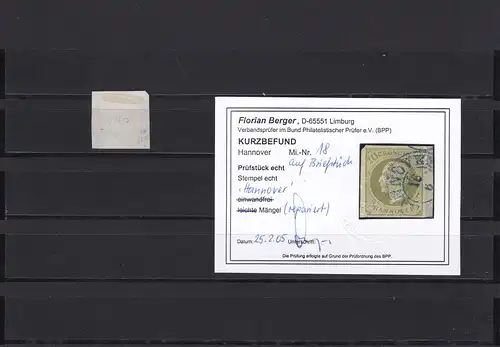 Florian Berger, D-65551 Limburg
Verbandsprüfer im Bund Philatelistischer Prüfer e.V. (BPP)
KURZBEFUND
Hannover Mi.-Nr. 18
Prüfstück echt auf Briefstück
Stempel echt "Hannover"
einwandfrei
leichte Mängel (repariert)
Datum: 25.2.05 Unterschrift:
Die Prüfung erfolgte auf Grund der Prüfordnung des BPP.
HANNOVER